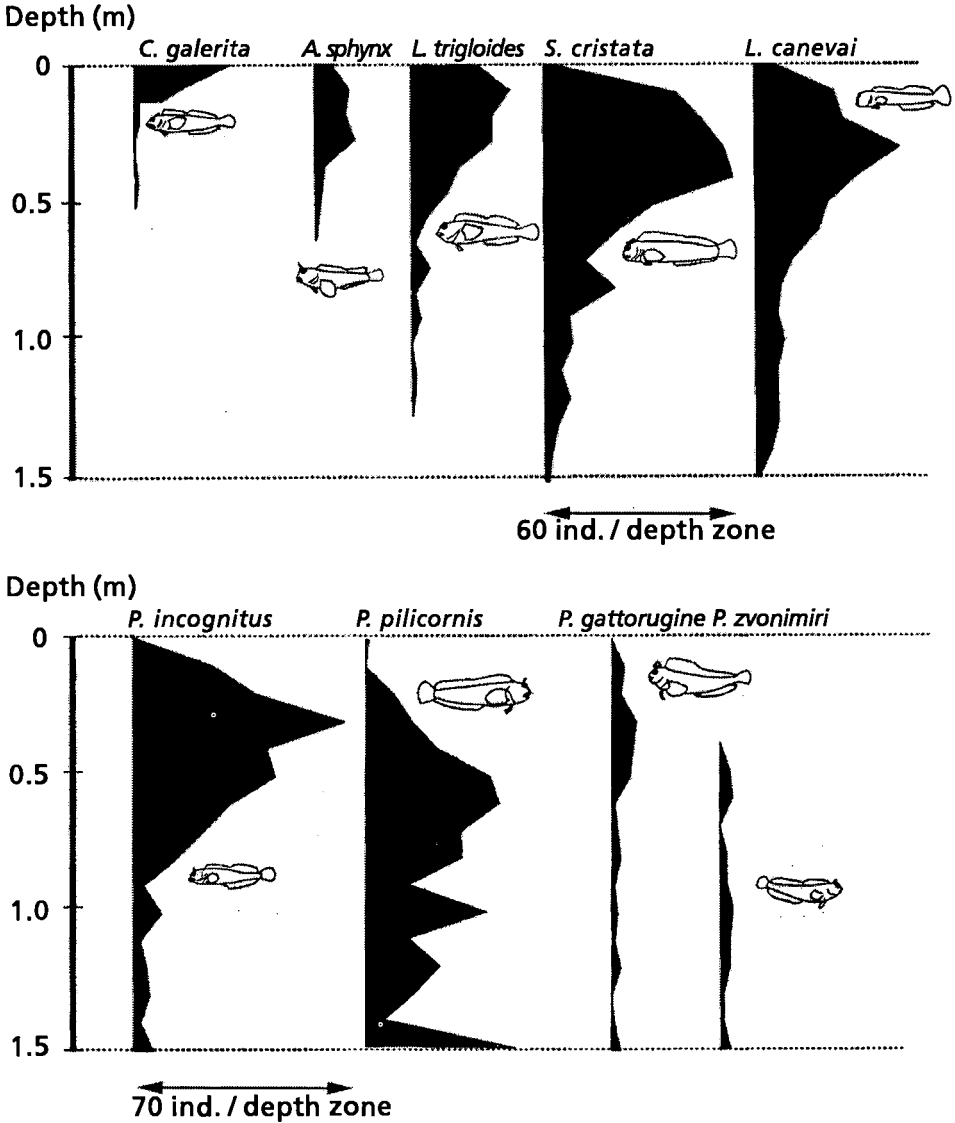 Depth (m)
C. galerita A. sphynx L. trigloides S. cristata L. canevai
0
0.5
1.0
1.5
60 ind. / depth zone
Depth (m)
P. incognitus P. pilicornis P. gattorugine P. zvonimiri
0
0.5
1.0
1.5
70 ind. / depth zone